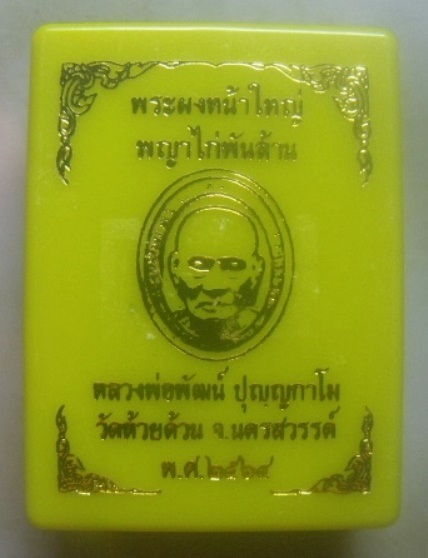 พระผงหน้าใหญ่
พญาไก่พันล้าน
หลวงพ่อพัฒน์ ปุญฺญกาโม
วัดห้วยด้วน จ.นครสวรรค์
พ.ศ.๒๕๖๔